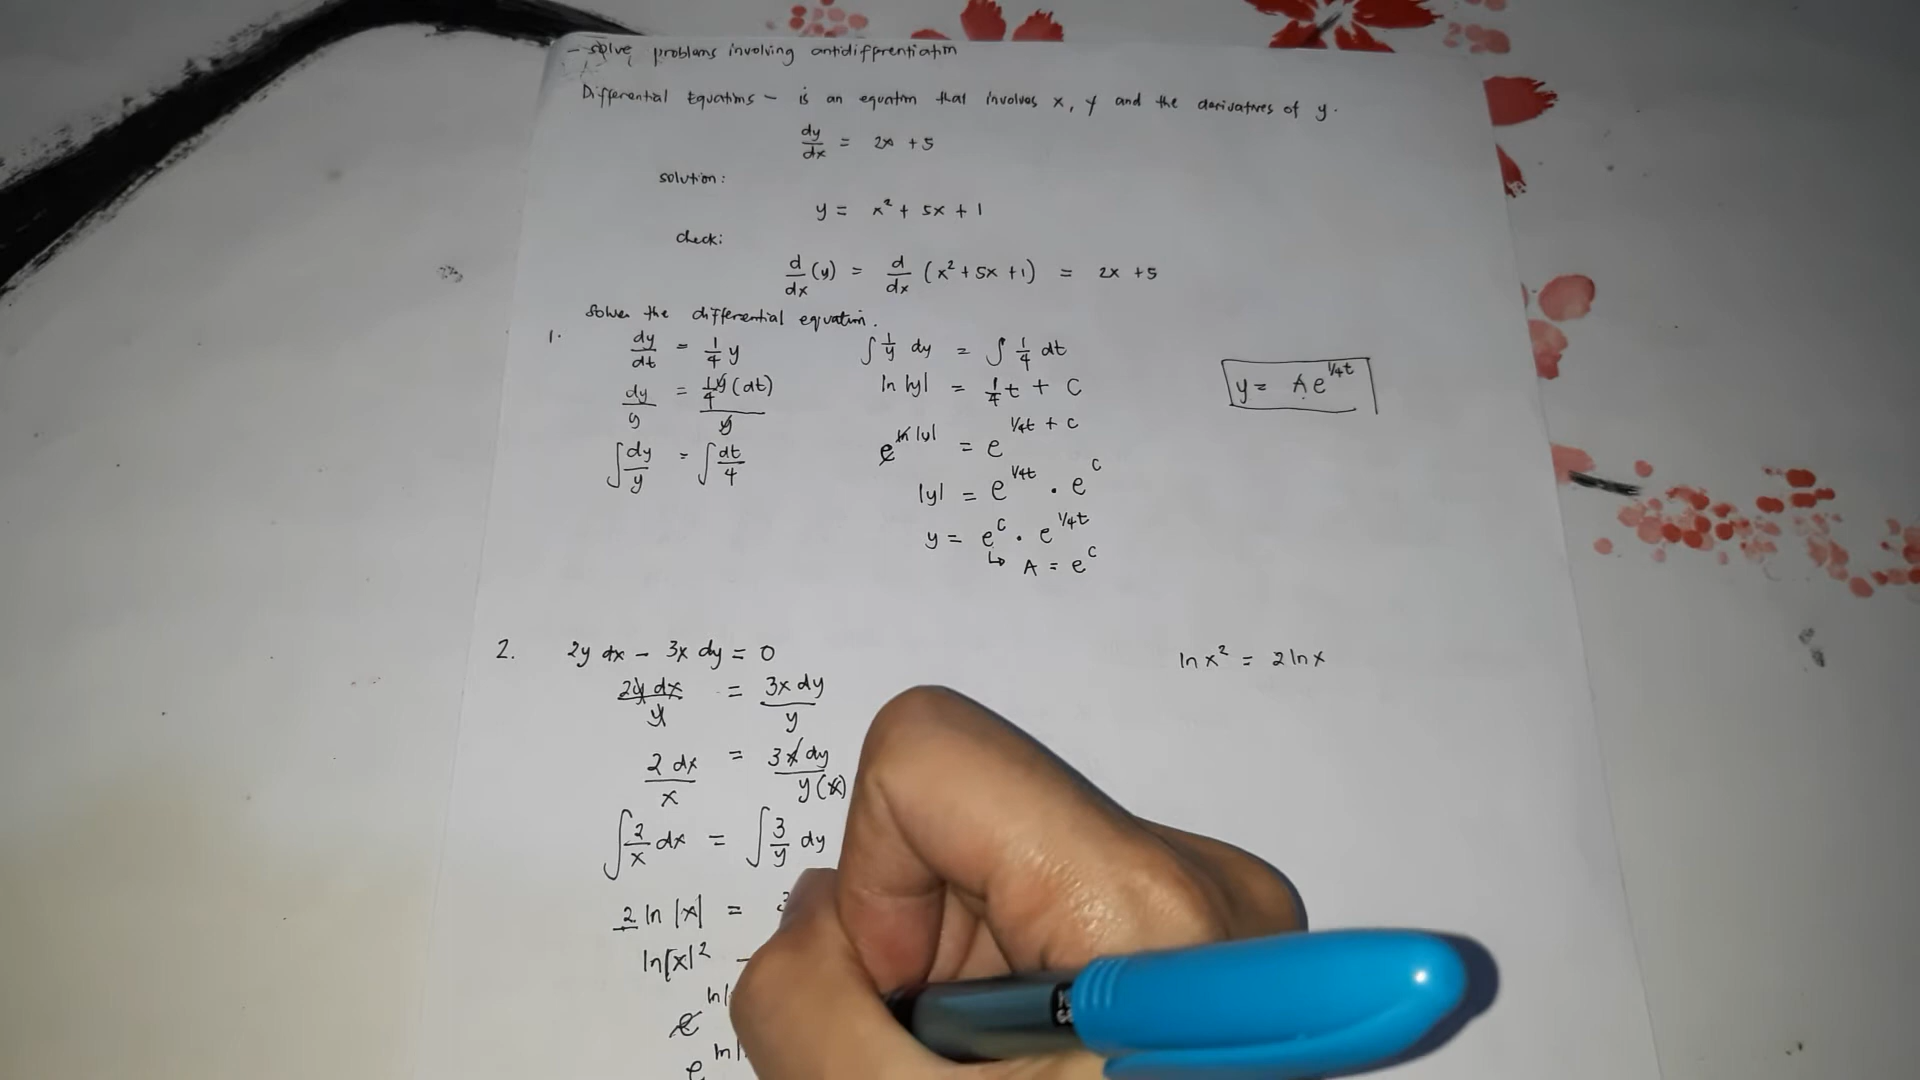 - solve problems involving antidifferentiation
Differential Equations - is an equation that involves x, y and the derivatives of y.
dy/dx = 2x + 5
solution:
y = x² + 5x + 1
check:
d/dx (y) = d/dx (x² + 5x + 1) = 2x + 5
Solve the differential equation.
1. dy/dt = 1/4 y
dy/y = 1/4 y (dt) / y
∫ dy/y = ∫ dt/4
∫ 1/y dy = ∫ 1/4 dt
ln |y| = 1/4 t + C
e^(ln |y|) = e^(1/4t + C)
|y| = e^(1/4t) · e^C
y = e^C · e^(1/4t)
↳ A = e^C
y = Ae^(1/4t)
2. 2y dx - 3x dy = 0
2y dx / y = 3x dy / y
2 dx / x = 3x dy / y(x)
∫ 2/x dx = ∫ 3/y dy
2 ln |x| =
ln |x|²
ln x² = 2 ln x